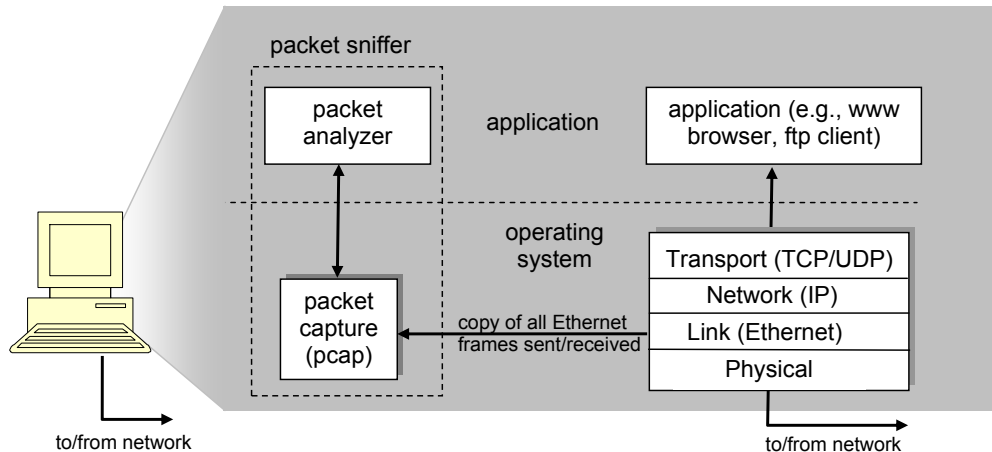 packet sniffer
packet
analyzer
application
application (e.g., www
browser, ftp client)
operating
system
packet
capture
(pcap)
copy of all Ethernet
frames sent/received
Transport (TCP/UDP)
Network (IP)
Link (Ethernet)
Physical
to/from network
to/from network